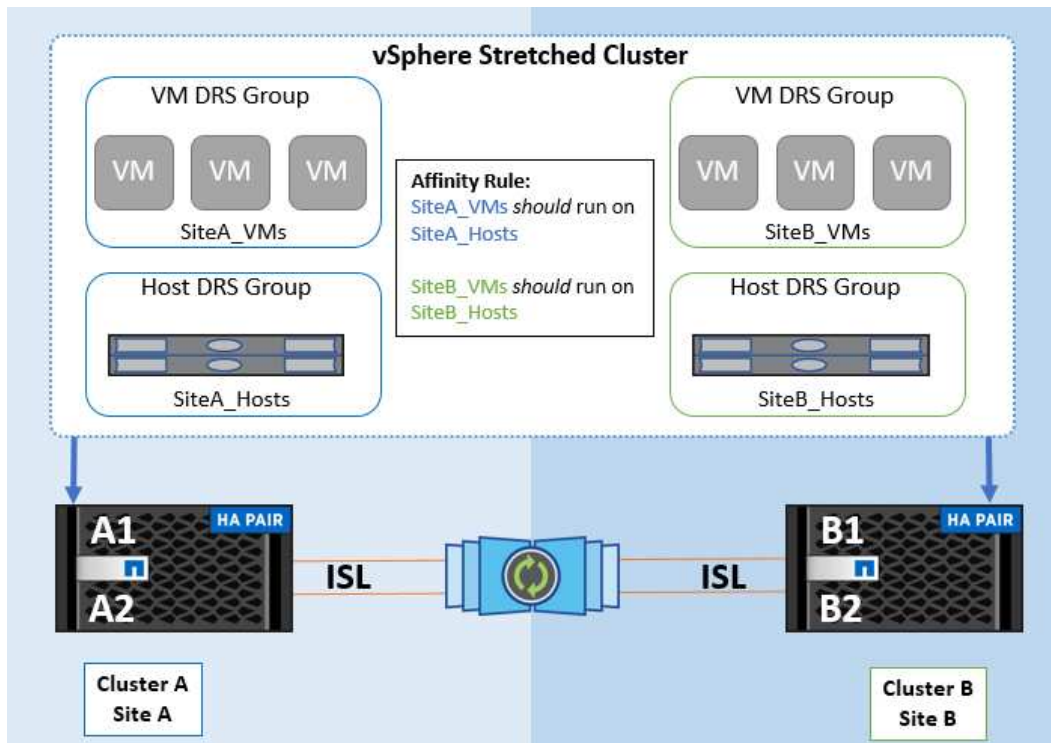 vSphere Stretched Cluster
VM DRS Group
VM VM VM
SiteA_VMs
Host DRS Group
SiteA_Hosts
Affinity Rule:
SiteA_VMs should run on
SiteA_Hosts
SiteB_VMs should run on
SiteB_Hosts
VM DRS Group
VM VM VM
SiteB_VMs
Host DRS Group
SiteB_Hosts
A1
HA PAIR
A2
ISL
ISL
B1
HA PAIR
B2
Cluster A
Site A
Cluster B
Site B